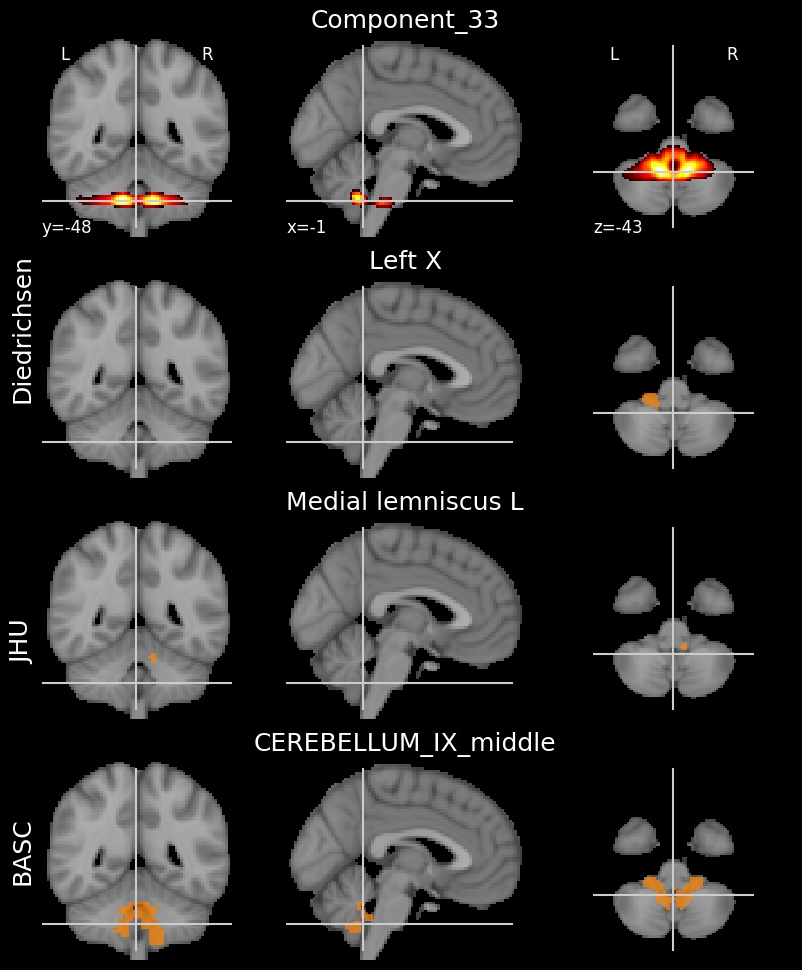 Component_33
L R L R
y=-48 x=-1 z=-43
Left X
Diedrichsen
Medial lemniscus L
JHU
CEREBELLUM_IX_middle
BASC